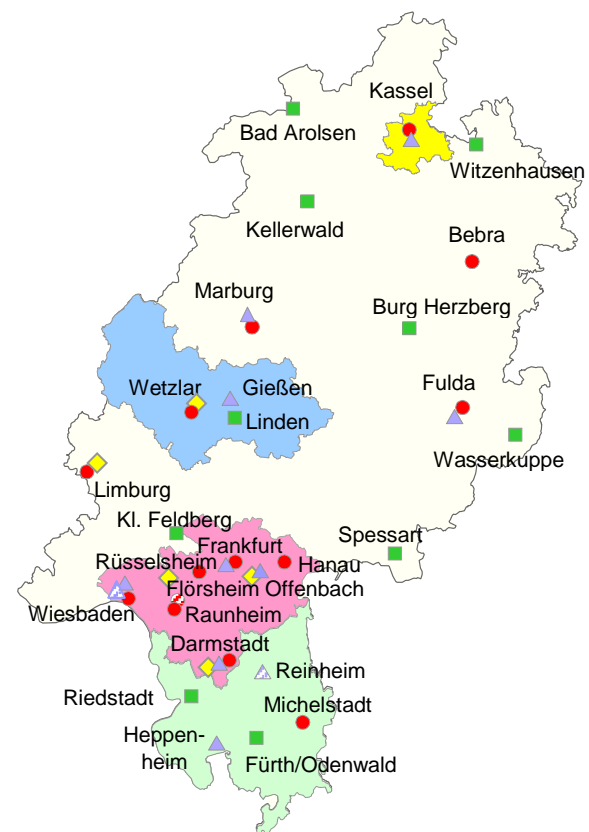 Kassel
Bad Arolsen
Witzenhausen
Kellerwald
Bebra
Marburg
Burg Herzberg
Wetzlar
Gießen
Fulda
Linden
Wasserkuppe
Limburg
Kl. Feldberg
Spessart
Frankfurt
Rüsselsheim
Hanau
Flörsheim
Offenbach
Wiesbaden
Raunheim
Darmstadt
Reinheim
Riedstadt
Michelstadt
Heppen-
heim
Fürth/Odenwald